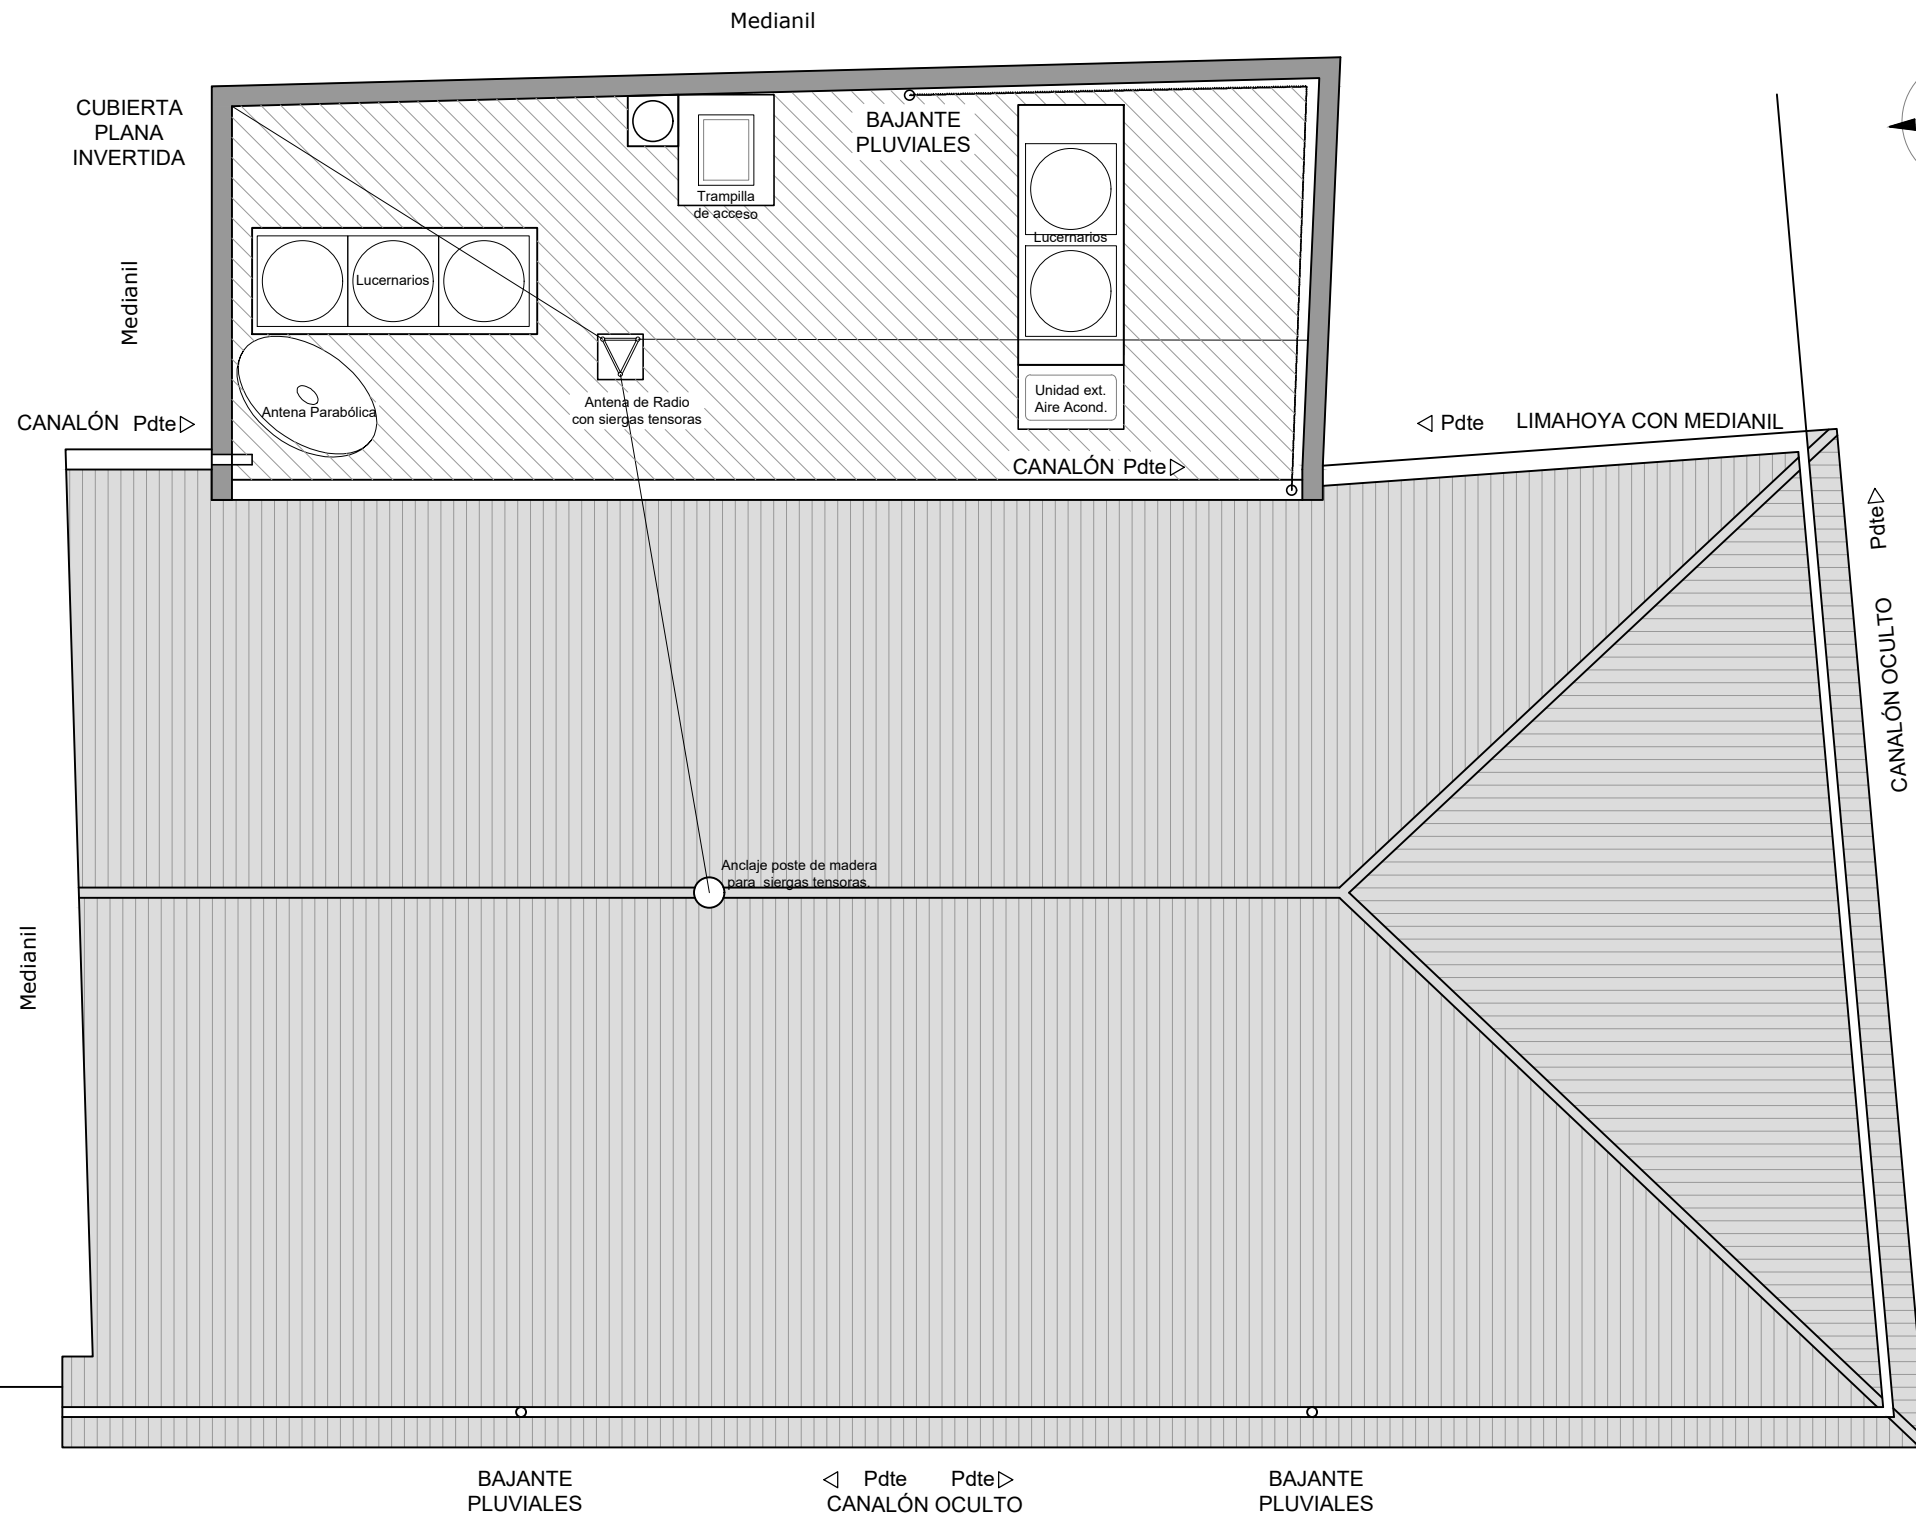 Medianil
CUBIERTA
PLANA
INVERTIDA
BAJANTE
PLUVIALES
Trampilla
de acceso
Lucernarios
Lucernarios
Medianil
Antena Parabólica
Antena de Radio
con siergas tensoras
Unidad ext.
Aire Acond.
CANALÓN Pdte
CANALÓN Pdte
Pdte LIMAHOYA CON MEDIANIL
Pdte
CANALÓN OCULTO
Anclaje poste de madera
para siergas tensoras.
Medianil
BAJANTE
PLUVIALES
Pdte Pdte
CANALÓN OCULTO
BAJANTE
PLUVIALES